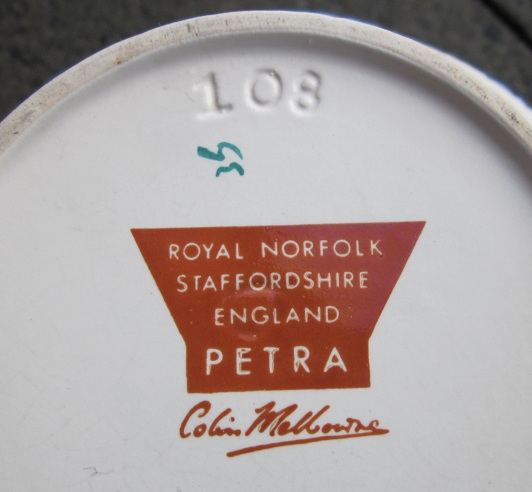 108
ROYAL NORFOLK
STAFFORDSHIRE
ENGLAND
PETRA
Colin Melbourne